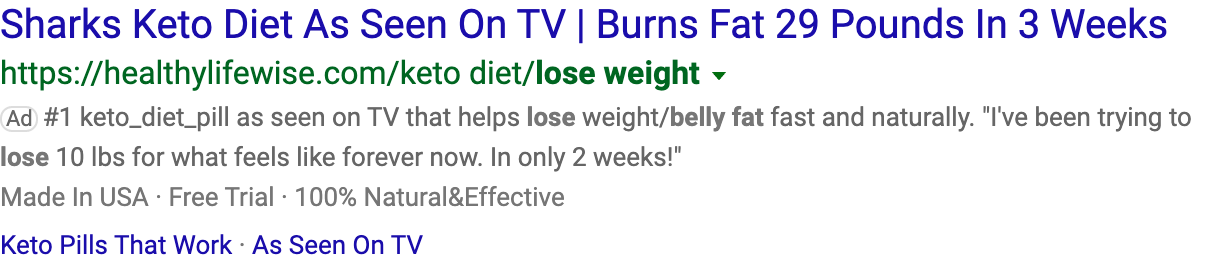 Sharks Keto Diet As Seen On TV | Burns Fat 29 Pounds In 3 Weeks
https://healthylifewise.com/keto diet/lose weight
Ad #1 keto_diet_pill as seen on TV that helps lose weight/belly fat fast and naturally. "I've been trying to
lose 10 lbs for what feels like forever now. In only 2 weeks!"
Made In USA · Free Trial · 100% Natural&Effective
Keto Pills That Work · As Seen On TV